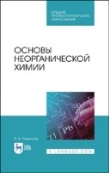 СРЕДНЕЕ
ПРОФЕССИОНАЛЬНОЕ
ОБРАЗОВАНИЕ
ОСНОВЫ
НЕОРГАНИЧЕСКОЙ
ХИМИИ